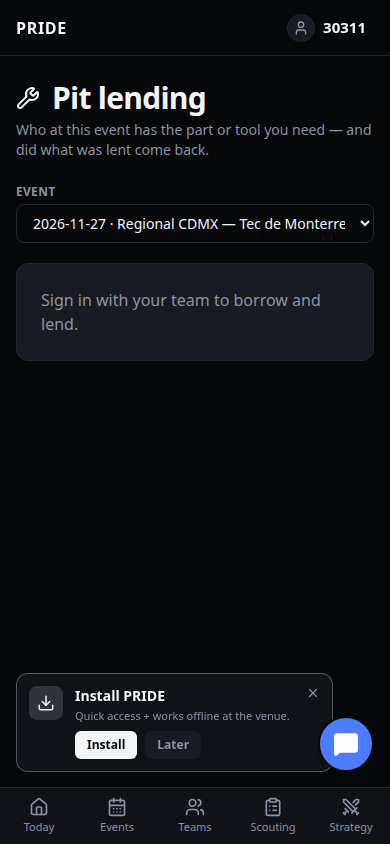 PRIDE
30311
Pit lending
Who at this event has the part or tool you need — and
did what was lent come back.
EVENT
2026-11-27 · Regional CDMX — Tec de Monterre
Sign in with your team to borrow and
lend.
Install PRIDE
Quick access + works offline at the venue.
Install
Later
Today
Events
Teams
Scouting
Strategy